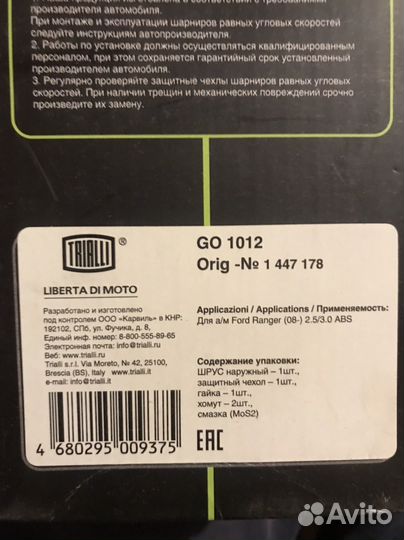 производителя автомобиля.
При монтаже и эксплуатации шарниров равных угловых скоростей
следуйте инструкциям автопроизводителя.
2. Работы по установке должны осуществляться квалифицированным
персоналом, при этом сохраняется гарантийный срок установленный
производителем автомобиля.
3. Регулярно проверяйте защитные чехлы шарниров равных угловых
скоростей. При наличии трещин и механических повреждений срочно
произведите их замену.
TRIALLI ®
LIBERTA DI MOTO
Разработано и изготовлено
под контролем ООО «Карвиль» в КНР:
192102, СПб, ул. Фучика, д. 8,
Единый инф. номер: 8-800-555-89-65
Электронная почта: info@trialli.ru
Веб: www.trialli.ru
Trialli s.r.l. Via Moreto, № 42, 25100,
Brescia (BS), Italy www.trialli.it
e-mail: info@trialli.it
4 680295 009375
GO 1012
Orig -№ 1 447 178
Applicazioni / Applications / Применяемость:
Для а/м Ford Ranger (08-) 2.5/3.0 ABS
Содержание упаковки:
ШРУС наружный – 1шт.,
защитный чехол – 1шт.,
гайка – 1шт.,
хомут – 2шт.,
смазка (MoS2)
EAC
Avito